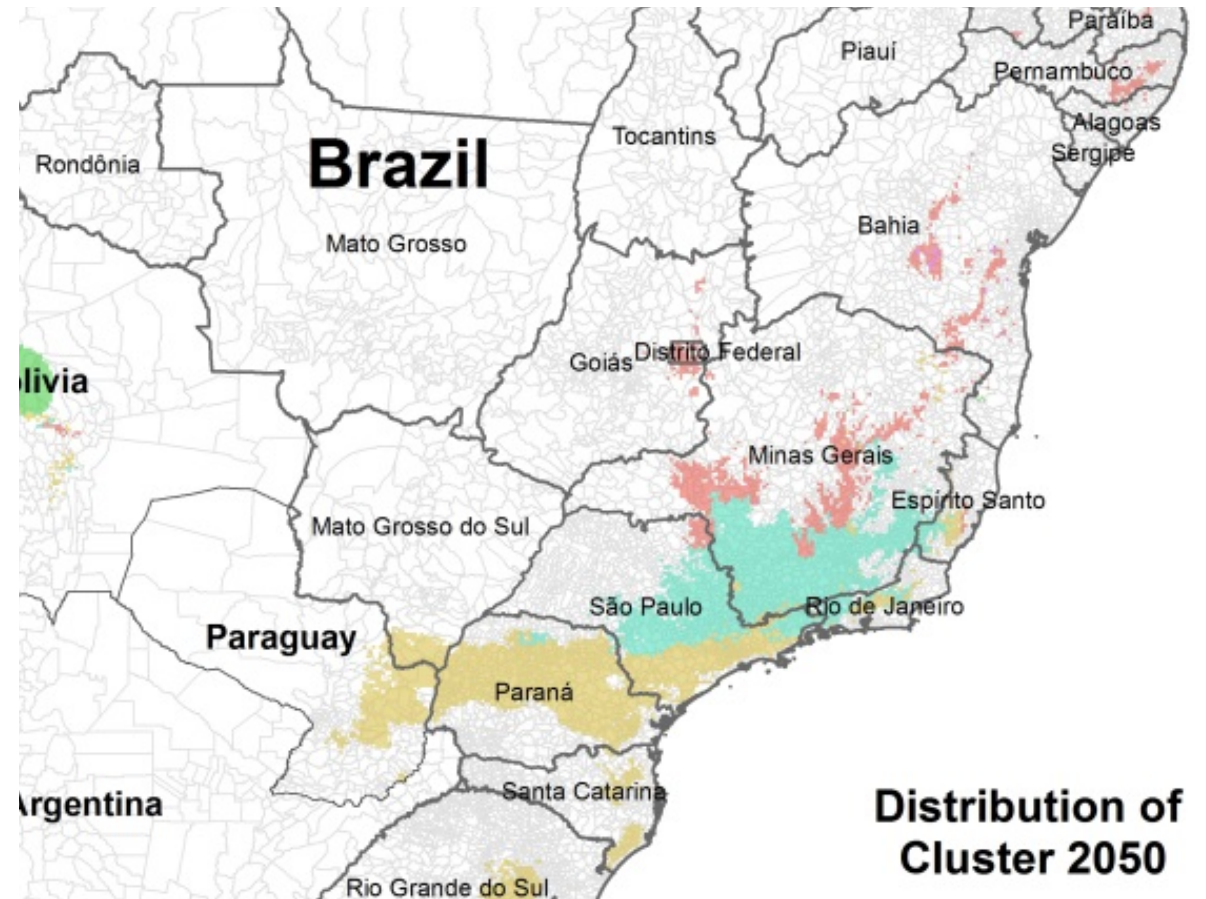 Paraíba
Piauí
Pernambuco
Alagoas
Tocantins
Sergipe
Rondônia
Brazil
Bahia
Mato Grosso
Goiás
Distrito Federal
livia
Minas Gerais
Espírito Santo
Mato Grosso do Sul
São Paulo
Rio de Janeiro
Paraguay
Paraná
Santa Catarina
Argentina
Distribution of
Cluster 2050
Rio Grande do Sul